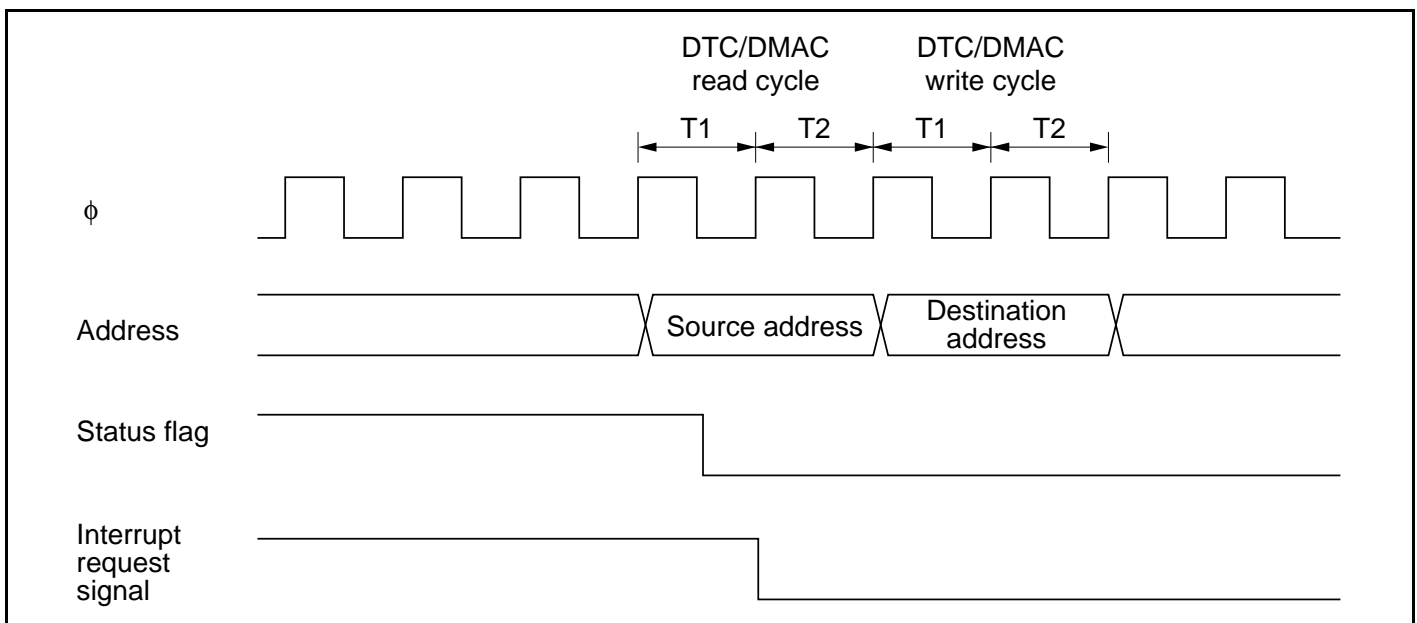 DTC/DMAC DTC/DMAC
read cycle write cycle
T1 T2 T1 T2
ϕ
Address
Source address
Destination
address
Status flag
Interrupt
request
signal